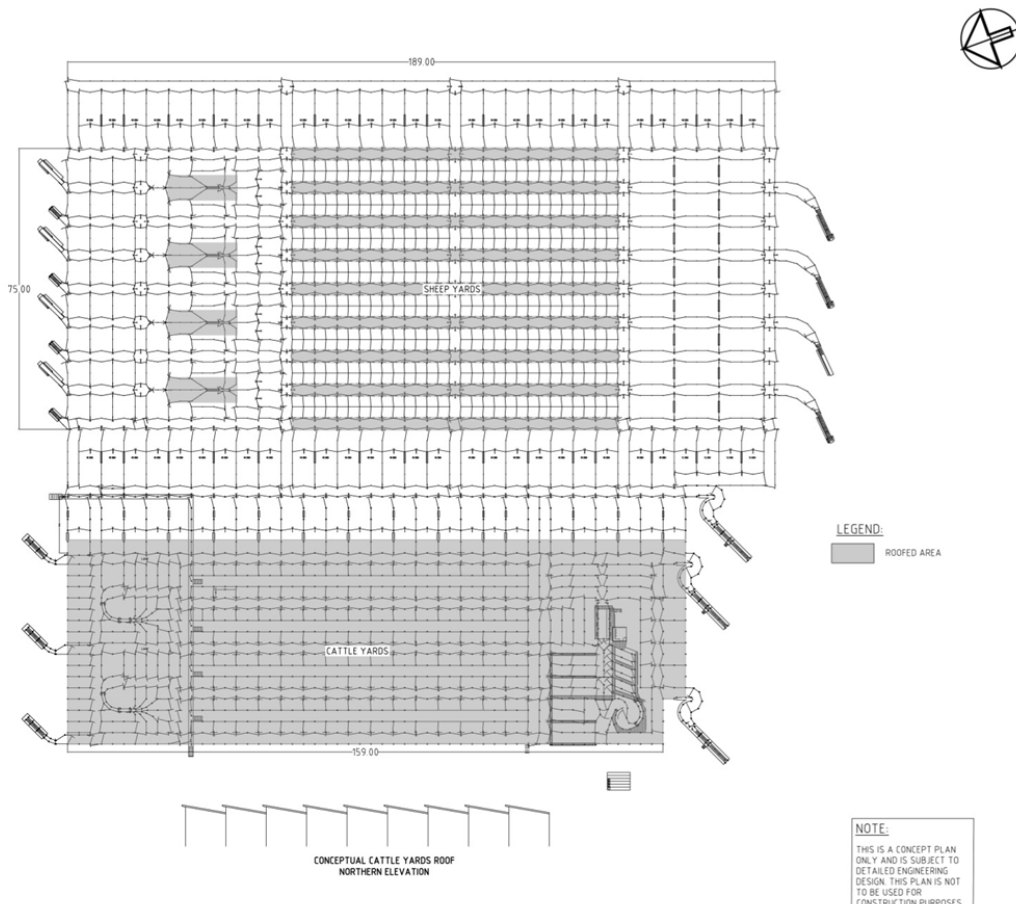 189.00
75.00
SHEEP YARDS
LEGEND:
ROOFED AREA
CATTLE YARDS
159.00
CONCEPTUAL CATTLE YARDS ROOF
NORTHERN ELEVATION
NOTE:
THIS IS A CONCEPT PLAN
ONLY AND IS SUBJECT TO
DETAILED ENGINEERING
DESIGN. THIS PLAN IS NOT
TO BE USED FOR
CONSTRUCTION PURPOSES